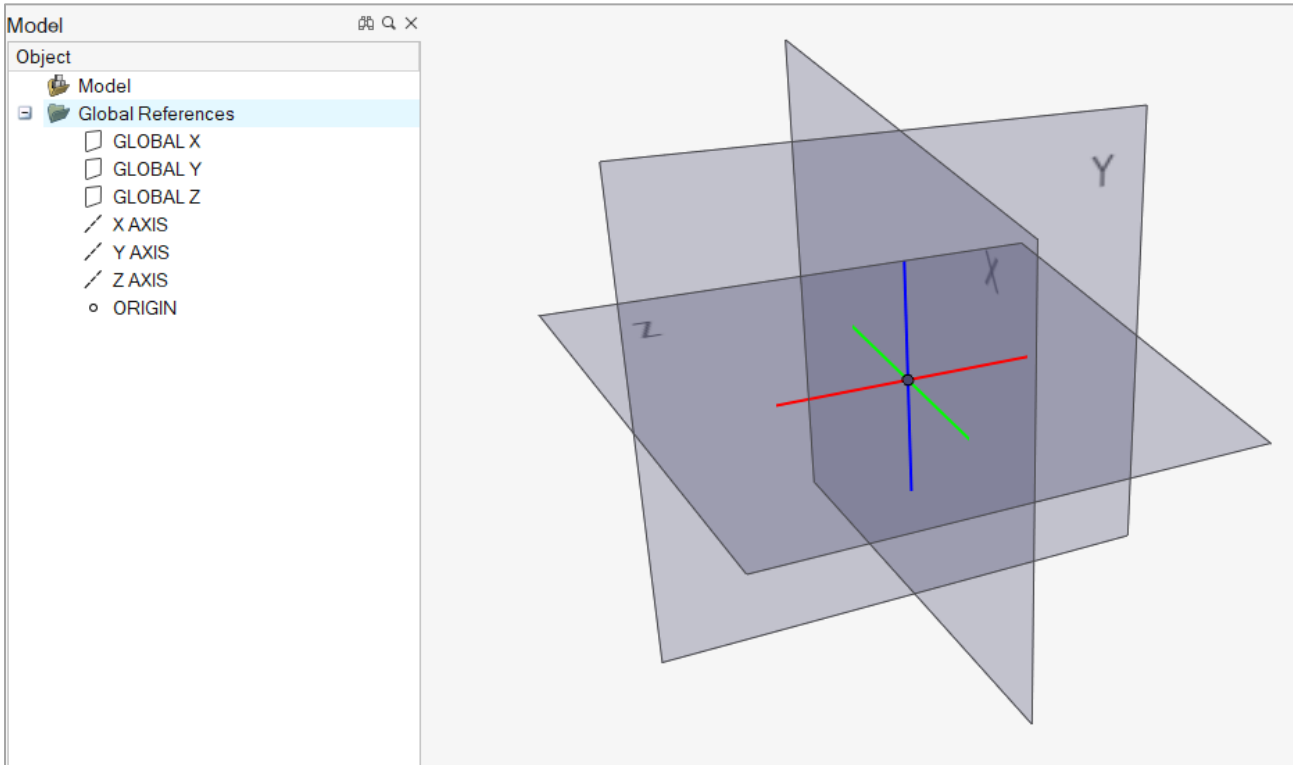 Model
Object
Model
Global References
GLOBAL X
GLOBAL Y
GLOBAL Z
X AXIS
Y AXIS
Z AXIS
ORIGIN
Y
X
Z